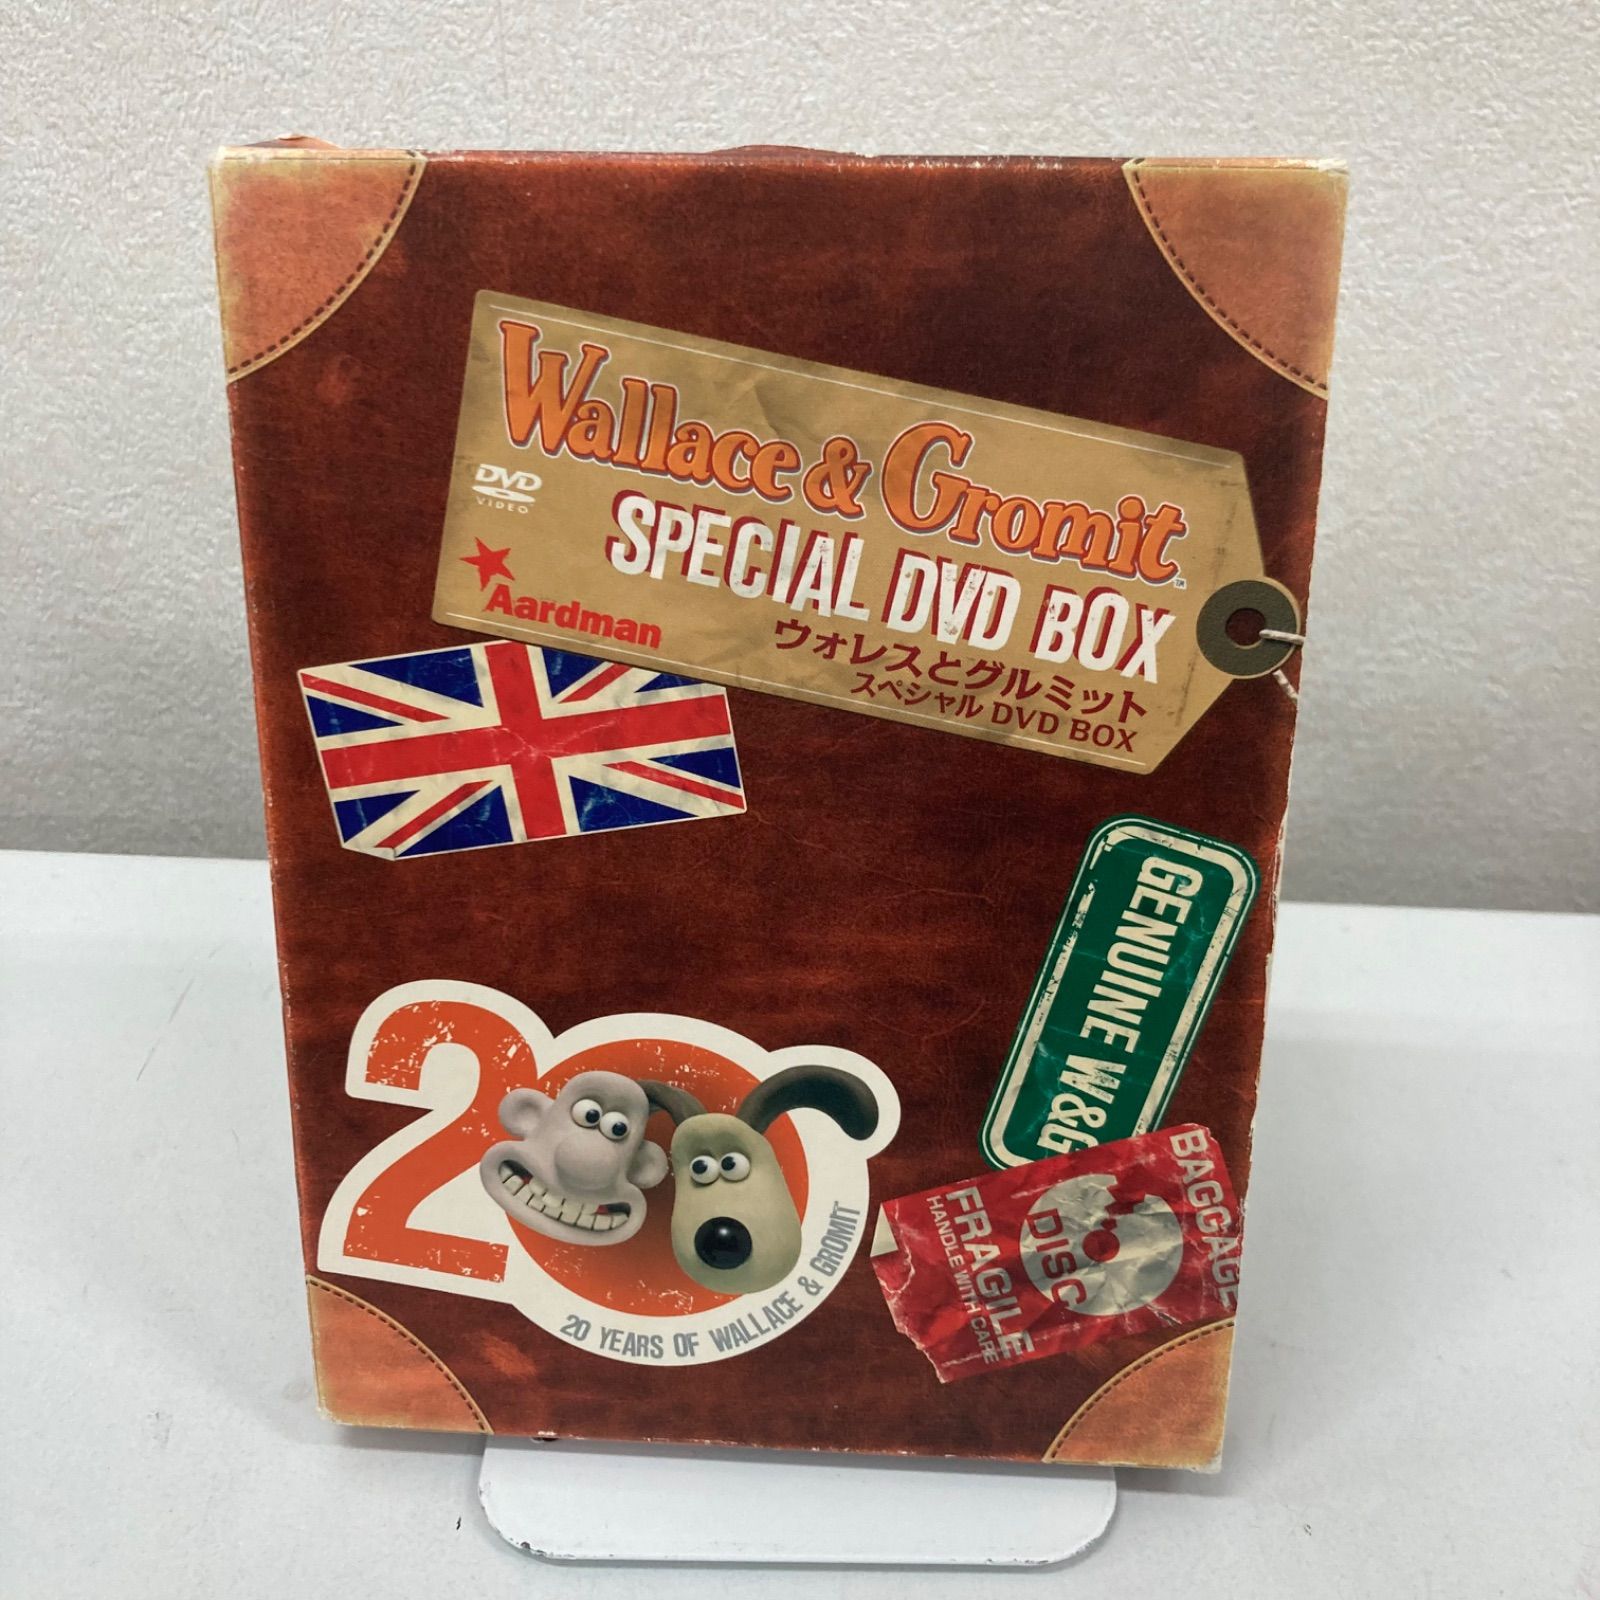 Wallace & Gromit™
DVD
VIDEO
SPECIAL DVD BOX
Aardman
ウォレスとグルミット
スペシャル DVD BOX
GENUINE W&G
20
20 YEARS OF WALLACE & GROMIT
BAGGAGE
DISC
FRAGILE
HANDLE WITH CARE